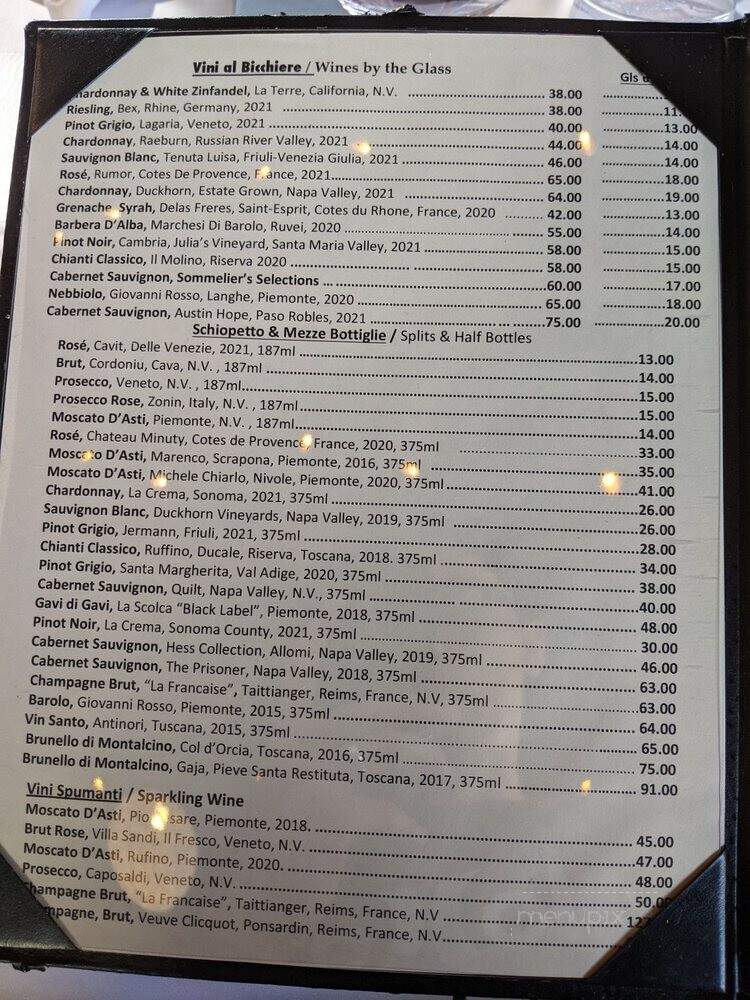 Vini al Bicchiere / Wines by the Glass
Gls
Chardonnay & White Zinfandel, La Terre, California, N.V. 38.00
Riesling, Bex, Rhine, Germany, 2021 38.00 11.
Pinot Grigio, Lagaria, Veneto, 2021 40.00 13.00
Chardonnay, Raeburn, Russian River Valley, 2021 44.00 14.00
Sauvignon Blanc, Tenuta Luisa, Friuli-Venezia Giulia, 2021 46.00 14.00
Rosé, Rumor, Cotes De Provence, France, 2021 65.00 18.00
Chardonnay, Duckhorn, Estate Grown, Napa Valley, 2021 64.00 19.00
Grenache, Syrah, Delas Freres, Saint-Esprit, Cotes du Rhone, France, 2020 42.00 13.00
Barbera D'Alba, Marchesi Di Barolo, Ruvei, 2020 55.00 14.00
Pinot Noir, Cambria, Julia's Vineyard, Santa Maria Valley, 2021 58.00 15.00
Chianti Classico, Il Molino, Riserva 2020 58.00 15.00
Cabernet Sauvignon, Sommelier's Selections 60.00 17.00
Nebbiolo, Giovanni Rosso, Langhe, Piemonte, 2020 65.00 18.00
Cabernet Sauvignon, Austin Hope, Paso Robles, 2021 75.00 20.00
Schiopetto & Mezze Bottiglie / Splits & Half Bottles
Rosé, Cavit, Delle Venezie, 2021, 187ml 13.00
Brut, Cordoniu, Cava, N.V. , 187ml 14.00
Prosecco, Veneto, N.V. , 187ml 15.00
Prosecco Rose, Zonin, Italy, N.V. , 187ml 15.00
Moscato D'Asti, Piemonte, N.V. , 187ml 14.00
Rosé, Chateau Minuty, Cotes de Provence, France, 2020, 375ml 33.00
Moscato D'Asti, Marenco, Scrapona, Piemonte, 2016, 375ml 35.00
Moscato D'Asti, Michele Chiarlo, Nivole, Piemonte, 2020, 375ml 41.00
Chardonnay, La Crema, Sonoma, 2021, 375ml 26.00
Sauvignon Blanc, Duckhorn Vineyards, Napa Valley, 2019, 375ml 26.00
Pinot Grigio, Jermann, Friuli, 2021, 375ml 28.00
Chianti Classico, Ruffino, Ducale, Riserva, Toscana, 2018. 375ml 34.00
Pinot Grigio, Santa Margherita, Val Adige, 2020, 375ml 38.00
Cabernet Sauvignon, Quilt, Napa Valley, N.V., 375ml 40.00
Gavi di Gavi, La Scolca "Black Label", Piemonte, 2018, 375ml 48.00
Pinot Noir, La Crema, Sonoma County, 2021, 375ml 30.00
Cabernet Sauvignon, Hess Collection, Allomi, Napa Valley, 2019, 375ml 46.00
Cabernet Sauvignon, The Prisoner, Napa Valley, 2018, 375ml 63.00
Champagne Brut, "La Francaise", Taittianger, Reims, France, N.V, 375ml 63.00
Barolo, Giovanni Rosso, Piemonte, 2015, 375ml 64.00
Vin Santo, Antinori, Tuscana, 2015, 375ml 65.00
Brunello di Montalcino, Col d'Orcia, Toscana, 2016, 375ml 75.00
Brunello di Montalcino, Gaja, Pieve Santa Restituta, Toscana, 2017, 375ml 91.00
Vini Spumanti / Sparkling Wine
Moscato D'Asti, Pio Cesare, Piemonte, 2018. 45.00
Brut Rose, Villa Sandi, Il Fresco, Veneto, N.V. 47.00
Moscato D'Asti, Rufino, Piemonte, 2020. 48.00
Prosecco, Caposaldi, Veneto, N.V. 50.00
Champagne Brut, "La Francaise", Taittianger, Reims, France, N.V
mpagne, Brut, Veuve Clicquot, Ponsardin, Reims, France, N.V
menupix